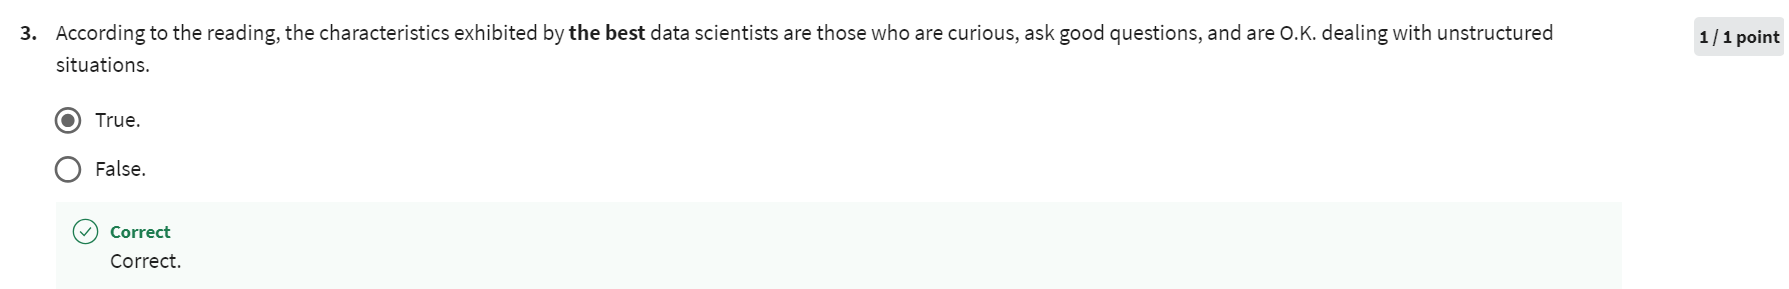 3. According to the reading, the characteristics exhibited by the best data scientists are those who are curious, ask good questions, and are O.K. dealing with unstructured
situations.
1 / 1 point
True.
False.
Correct
Correct.